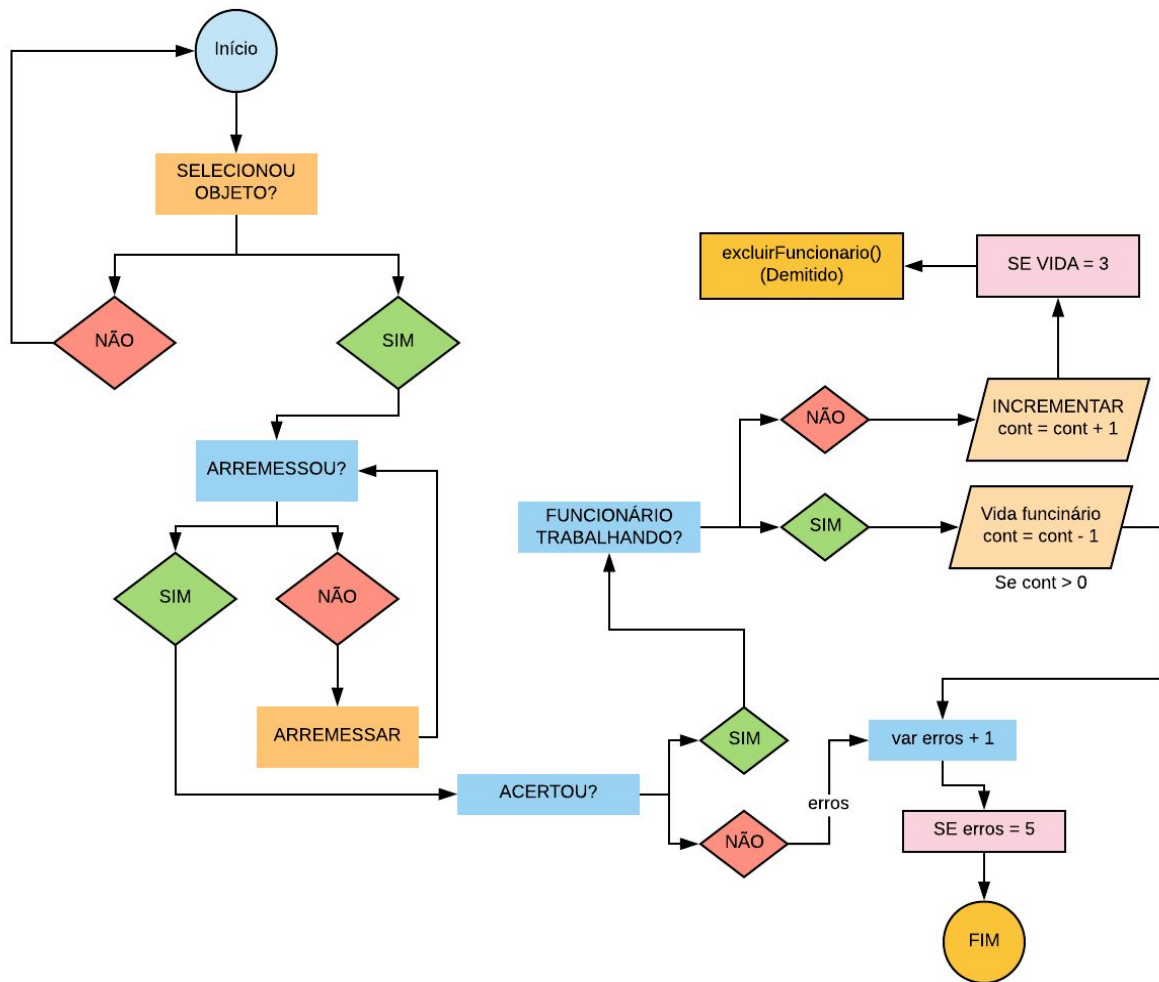 Início
SELECIONOU
OBJETO?
NÃO
SIM
ARREMESSOU?
SIM
NÃO
ARREMESSAR
ACERTOU?
SIM
NÃO
erros
FUNCIONÁRIO
TRABALHANDO?
NÃO
SIM
INCREMENTAR
cont = cont + 1
SE VIDA = 3
excluirFuncionario()
(Demitido)
Vida funcinário
cont = cont - 1
Se cont > 0
var erros + 1
SE erros = 5
FIM